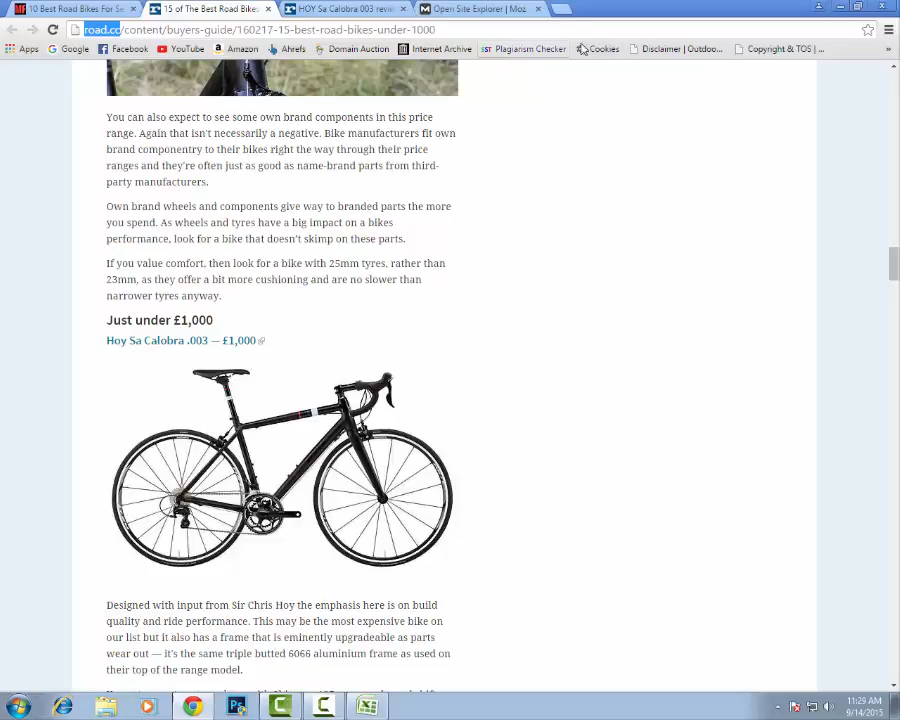 10 Best Road Bikes For Se
15 of The Best Road Bikes
HOY Sa Calobra 003 revie
Open Site Explorer | Moz
road.cc/content/buyers-guide/160217-15-best-road-bikes-under-1000
Apps Google Facebook YouTube Amazon Ahrefs Domain Auction Internet Archive SST Plagiarism Checker Cookies Disclaimer | Outdoo... Copyright & TOS | ... »
You can also expect to see some own brand components in this price
range. Again that isn't necessarily a negative. Bike manufacturers fit own
brand componentry to their bikes right the way through their price
ranges and they're often just as good as name-brand parts from third-
party manufacturers.
Own brand wheels and components give way to branded parts the more
you spend. As wheels and tyres have a big impact on a bikes
performance, look for a bike that doesn't skimp on these parts.
If you value comfort, then look for a bike with 25mm tyres, rather than
23mm, as they offer a bit more cushioning and are no slower than
narrower tyres anyway.
Just under £1,000
Hoy Sa Calobra .003 — £1,000
Designed with input from Sir Chris Hoy the emphasis here is on build
quality and ride performance. This may be the most expensive bike on
our list but it also has a frame that is eminently upgradeable as parts
wear out — it's the same triple butted 6066 aluminium frame as used on
their top of the range model.
11:29 AM
9/14/2015